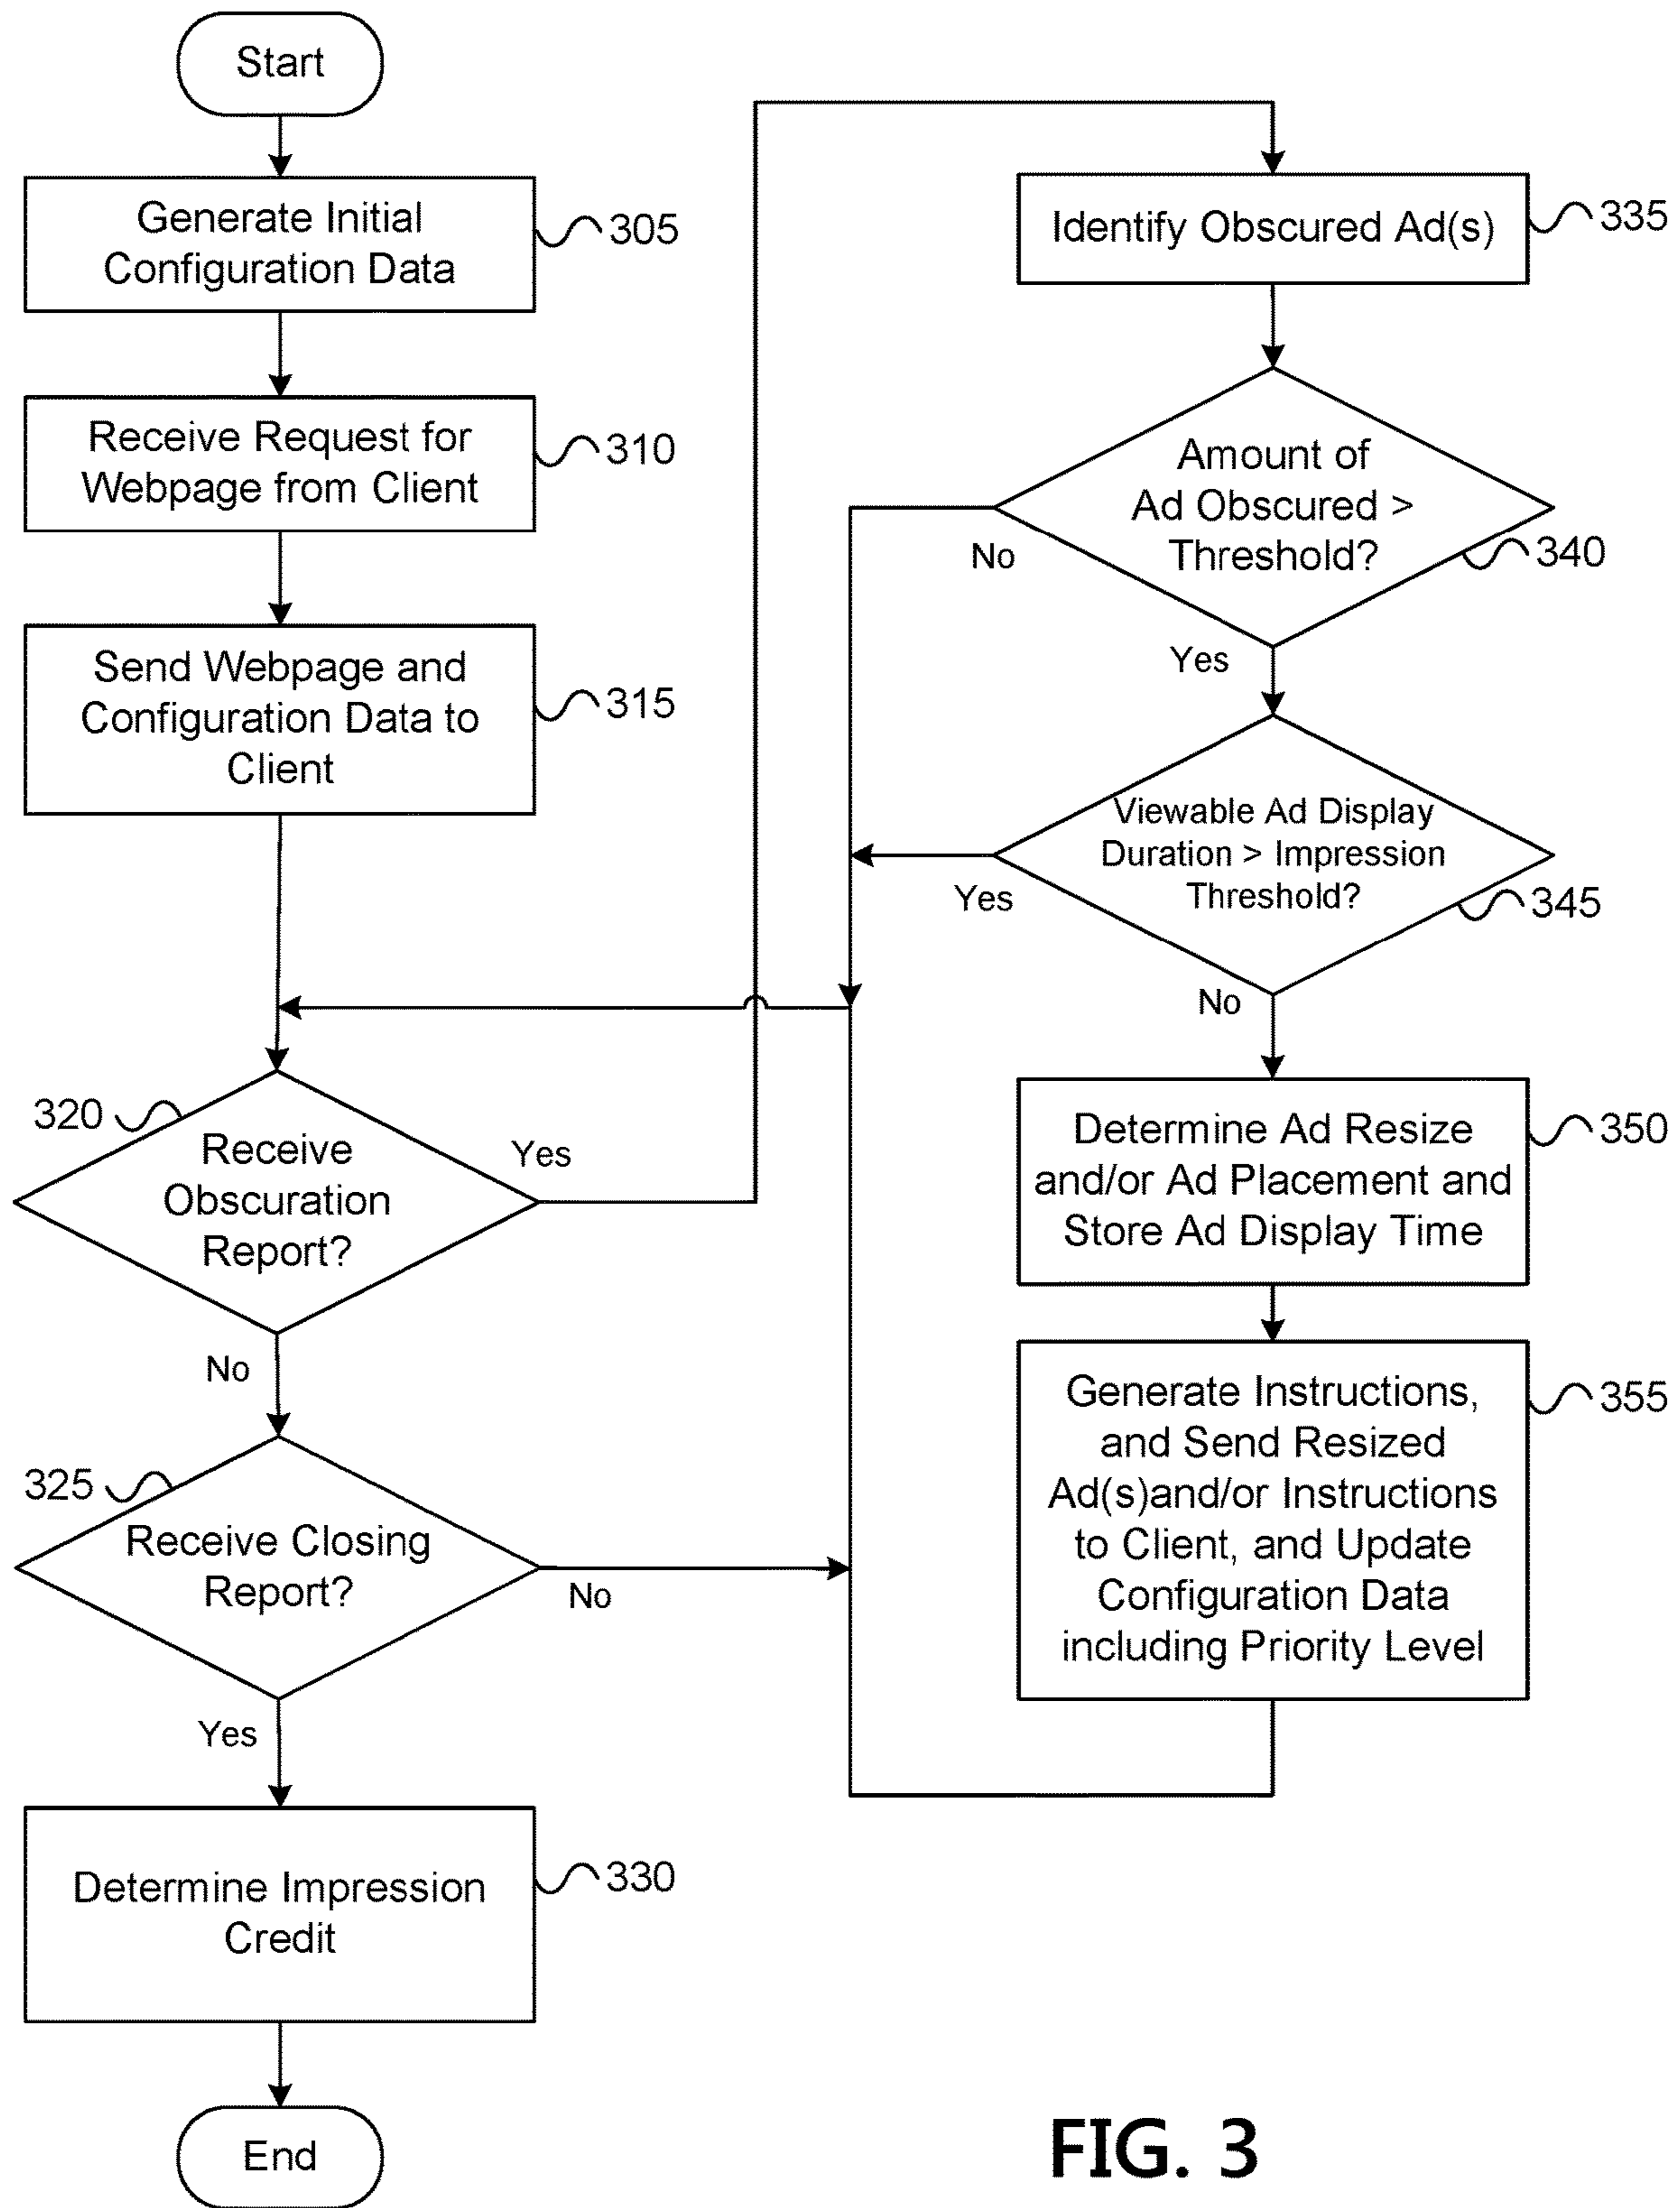 Start
Generate Initial
Configuration Data
305
Receive Request for
Webpage from Client
310
Send Webpage and
Configuration Data to
Client
315
320
Receive
Obscuration
Report?
Yes
No
325
Receive Closing
Report?
No
Yes
Determine Impression
Credit
330
End
Identify Obscured Ad(s)
335
Amount of
Ad Obscured >
Threshold?
340
No
Yes
Viewable Ad Display
Duration > Impression
Threshold?
345
Yes
No
Determine Ad Resize
and/or Ad Placement and
Store Ad Display Time
350
Generate Instructions,
and Send Resized
Ad(s)and/or Instructions
to Client, and Update
Configuration Data
including Priority Level
355
FIG. 3